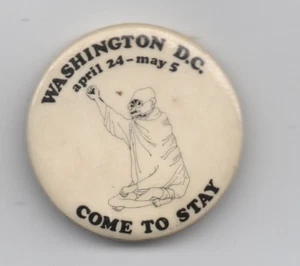 WASHINGTON D.C.
april 24-may 5
COME TO STAY